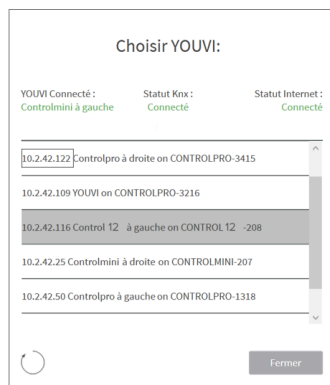 Choisir YOUVI:
YOUVI Connecté :
Controlmini à gauche
Statut Knx :
Connecté
Statut Internet :
Connecté
10.2.42.122 Controlpro à droite on CONTROLPRO-3415
10.2.42.109 YOUVI on CONTROLPRO-3216
10.2.42.116 Control 12 à gauche on CONTROL 12 -208
10.2.42.25 Controlmini à droite on CONTROLMINI-207
10.2.42.50 Controlpro à gauche on CONTROLPRO-1318
Fermer